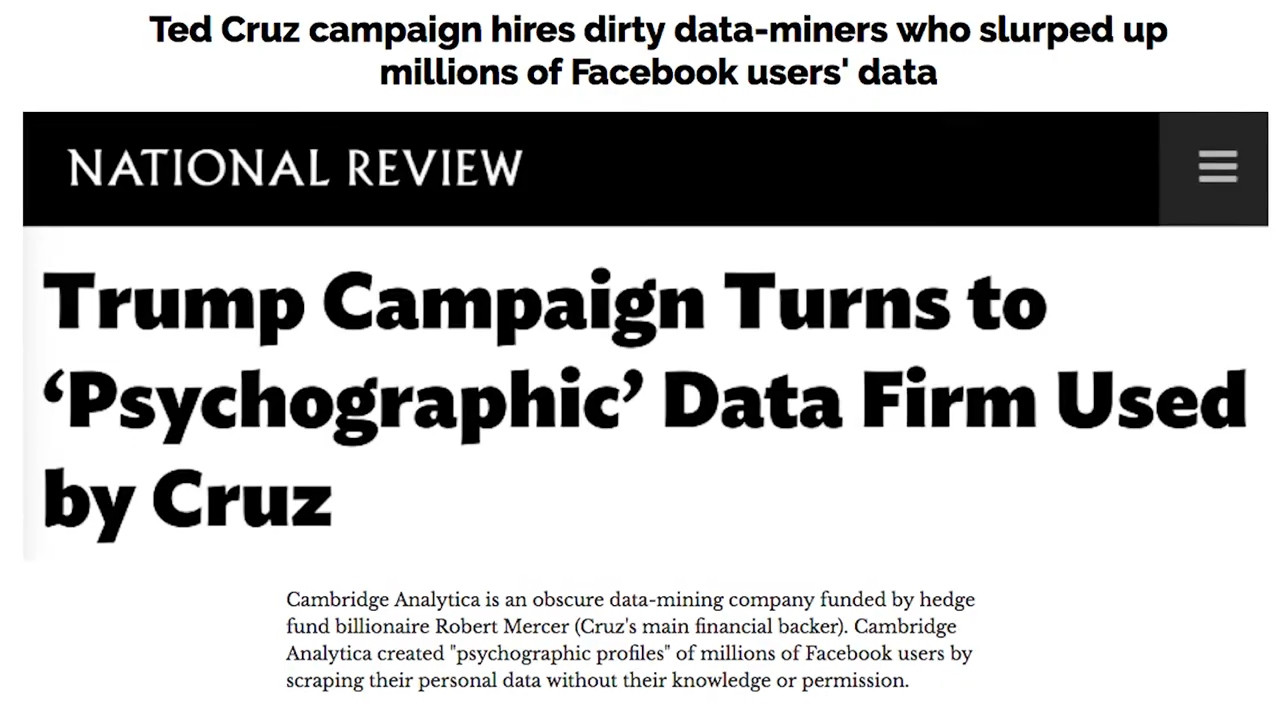 Ted Cruz campaign hires dirty data-miners who slurped up
millions of Facebook users' data
NATIONAL REVIEW
Trump Campaign Turns to
‘Psychographic’ Data Firm Used
by Cruz
Cambridge Analytica is an obscure data-mining company funded by hedge
fund billionaire Robert Mercer (Cruz's main financial backer). Cambridge
Analytica created "psychographic profiles" of millions of Facebook users by
scraping their personal data without their knowledge or permission.